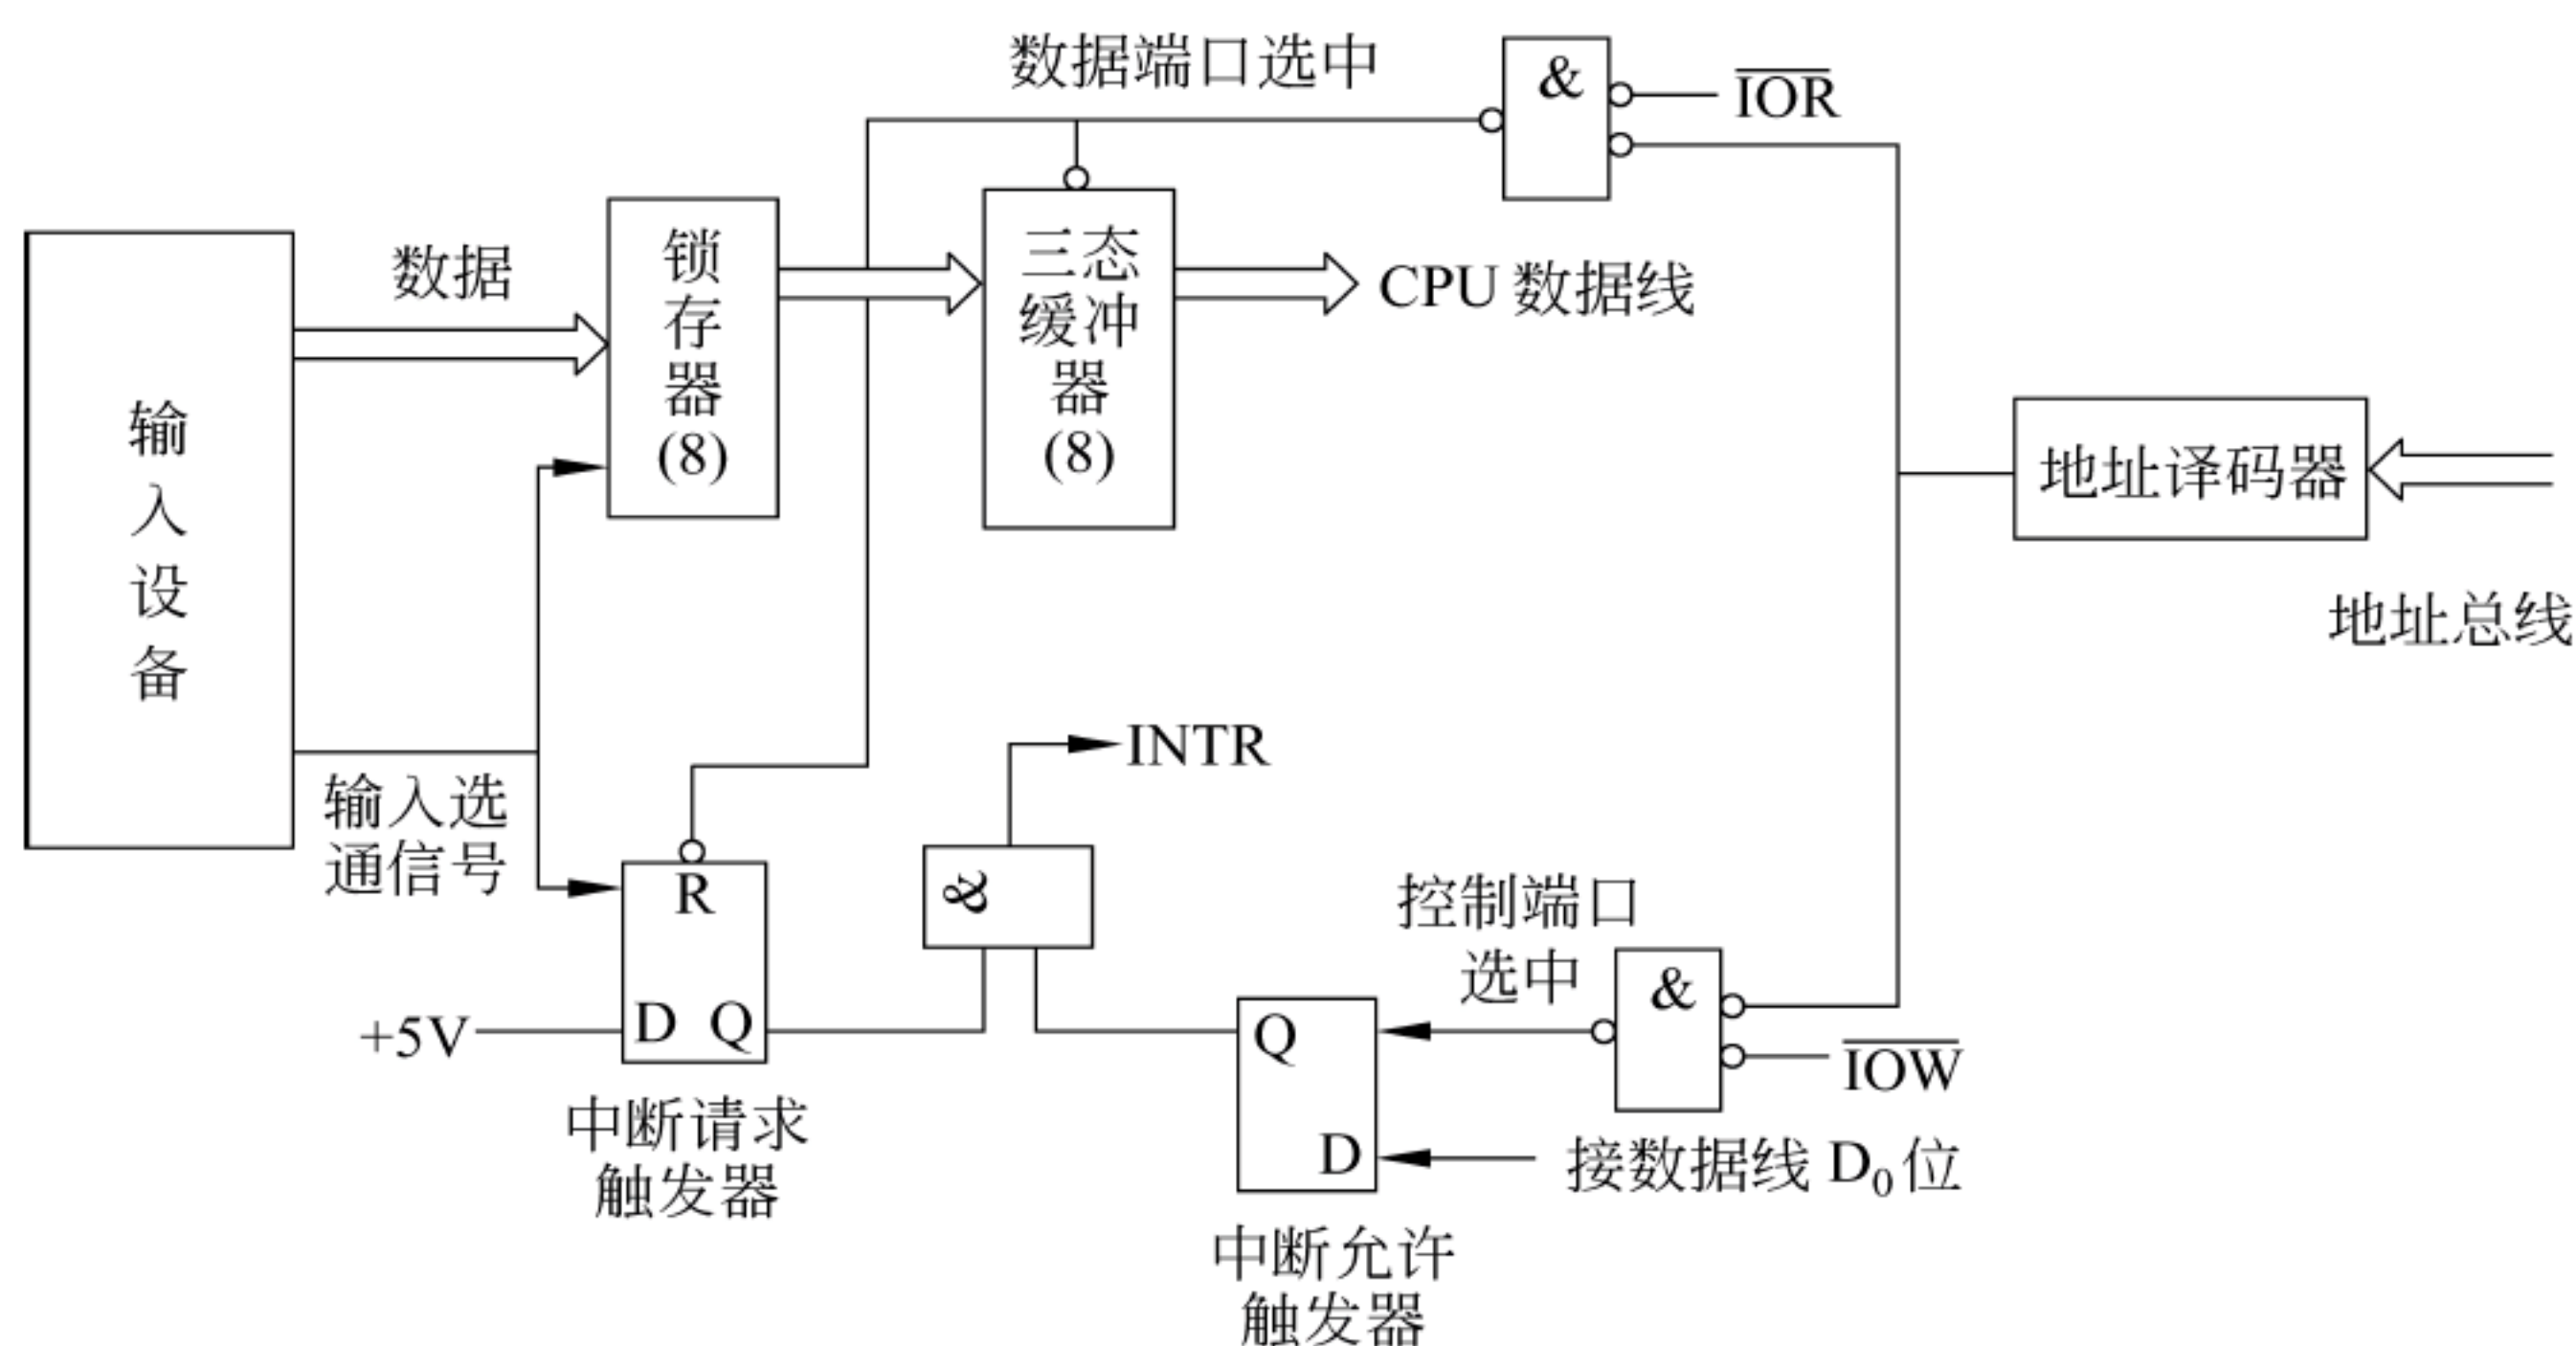 数据端口选中
&
IOR
输入设备
数据
锁存器(8)
三态缓冲器(8)
CPU 数据线
地址译码器
地址总线
输入选
通信号
INTR
R
D Q
+5V
中断请求
触发器
&
控制端口
选中
&
IOW
Q
D
接数据线 D₀位
中断允许
触发器